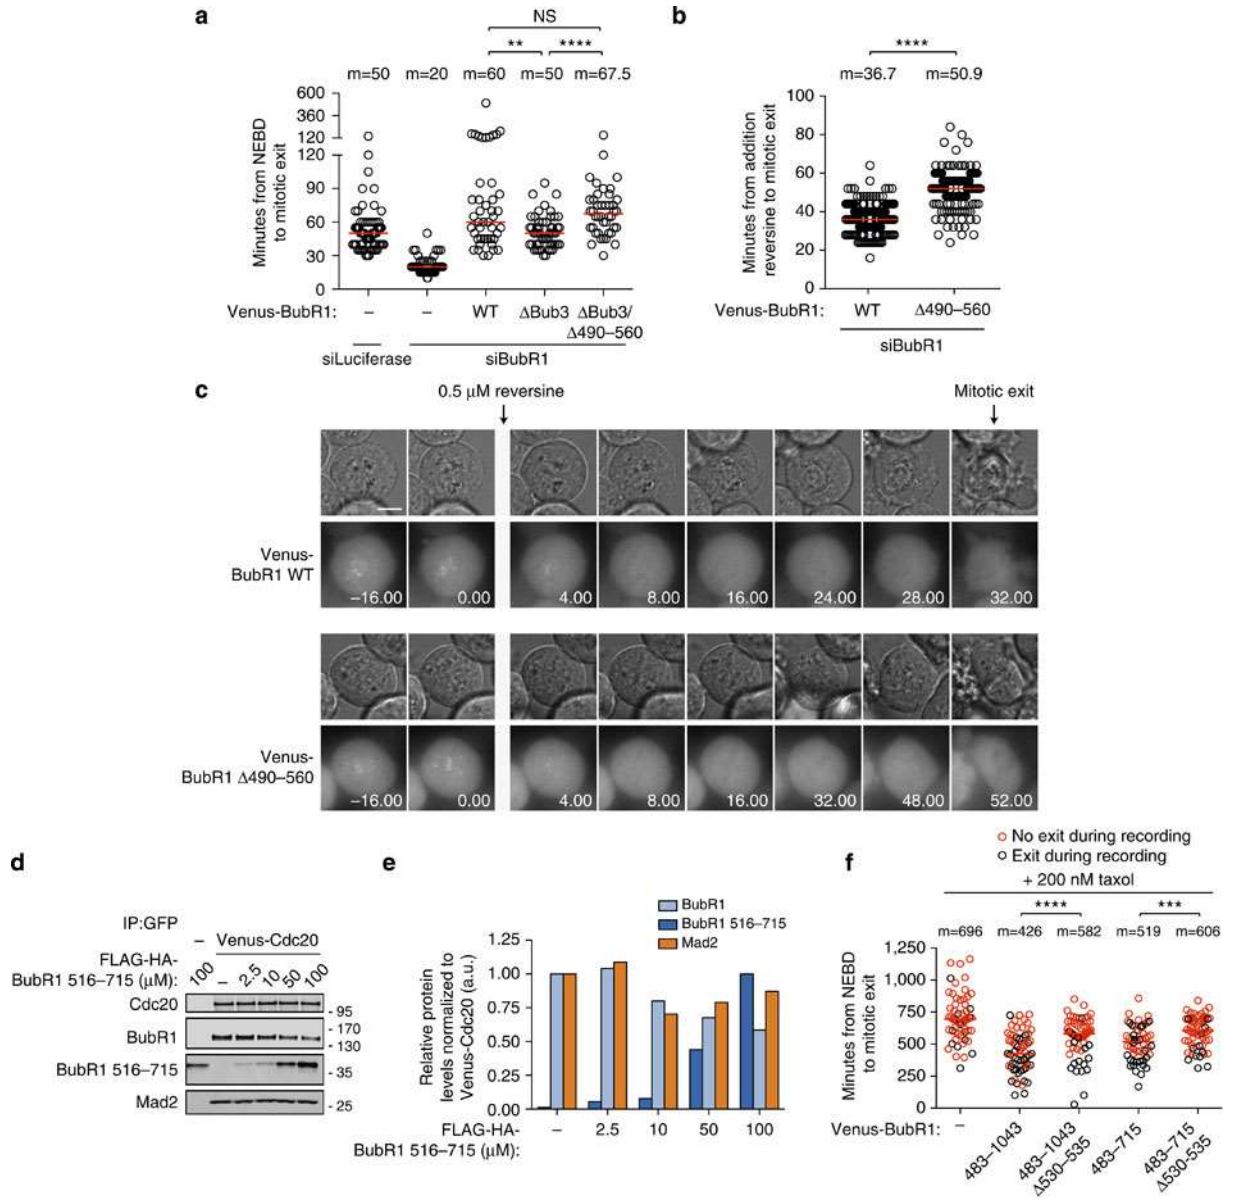 a
NS
** ****
m=50 m=20 m=60 m=50 m=67.5
Minutes from NEBD
to mitotic exit
600
360
120
120
90
60
30
0
Venus-BubR1: – – WT ΔBub3 ΔBub3/
Δ490–560
siLuciferase siBubR1
b
****
m=36.7 m=50.9
Minutes from addition
reversine to mitotic exit
100
80
60
40
20
0
Venus-BubR1: WT Δ490–560
siBubR1
c
0.5 μM reversine Mitotic exit
Venus-
BubR1 WT
–16.00 0.00 4.00 8.00 16.00 24.00 28.00 32.00
Venus-
BubR1 Δ490–560
–16.00 0.00 4.00 8.00 16.00 32.00 48.00 52.00
d
IP:GFP
– Venus-Cdc20
FLAG-HA-
BubR1 516–715 (μM): 100 – 2.5 10 50 100
Cdc20
- 95
BubR1
- 170
- 130
BubR1 516–715
- 35
Mad2
- 25
e
BubR1
BubR1 516–715
Mad2
Relative protein
levels normalized to
Venus-Cdc20 (a.u.)
1.25
1.00
0.75
0.50
0.25
0.00
FLAG-HA-
BubR1 516–715 (μM):
– 2.5 10 50 100
f
No exit during recording
Exit during recording
+ 200 nM taxol
**** ***
m=696 m=426 m=582 m=519 m=606
Minutes from NEBD
to mitotic exit
1,250
1,000
750
500
250
0
Venus-BubR1: –
483–1043
483–1043
Δ530–535
483–715
483–715
Δ530-535